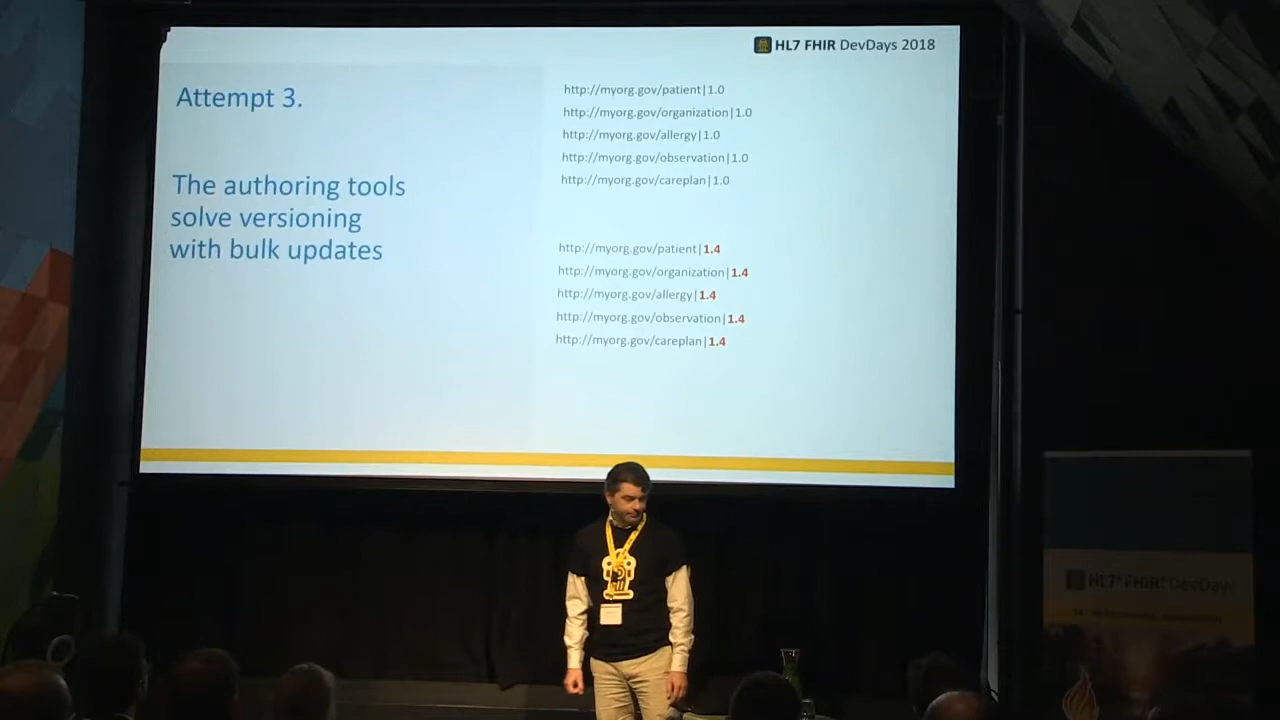 HL7 FHIR DevDays 2018
Attempt 3.
The authoring tools
solve versioning
with bulk updates
http://myorg.gov/patient|1.0
http://myorg.gov/organization|1.0
http://myorg.gov/allergy|1.0
http://myorg.gov/observation|1.0
http://myorg.gov/careplan|1.0
http://myorg.gov/patient|1.4
http://myorg.gov/organization|1.4
http://myorg.gov/allergy|1.4
http://myorg.gov/observation|1.4
http://myorg.gov/careplan|1.4
HL7® FHIR® DevDays